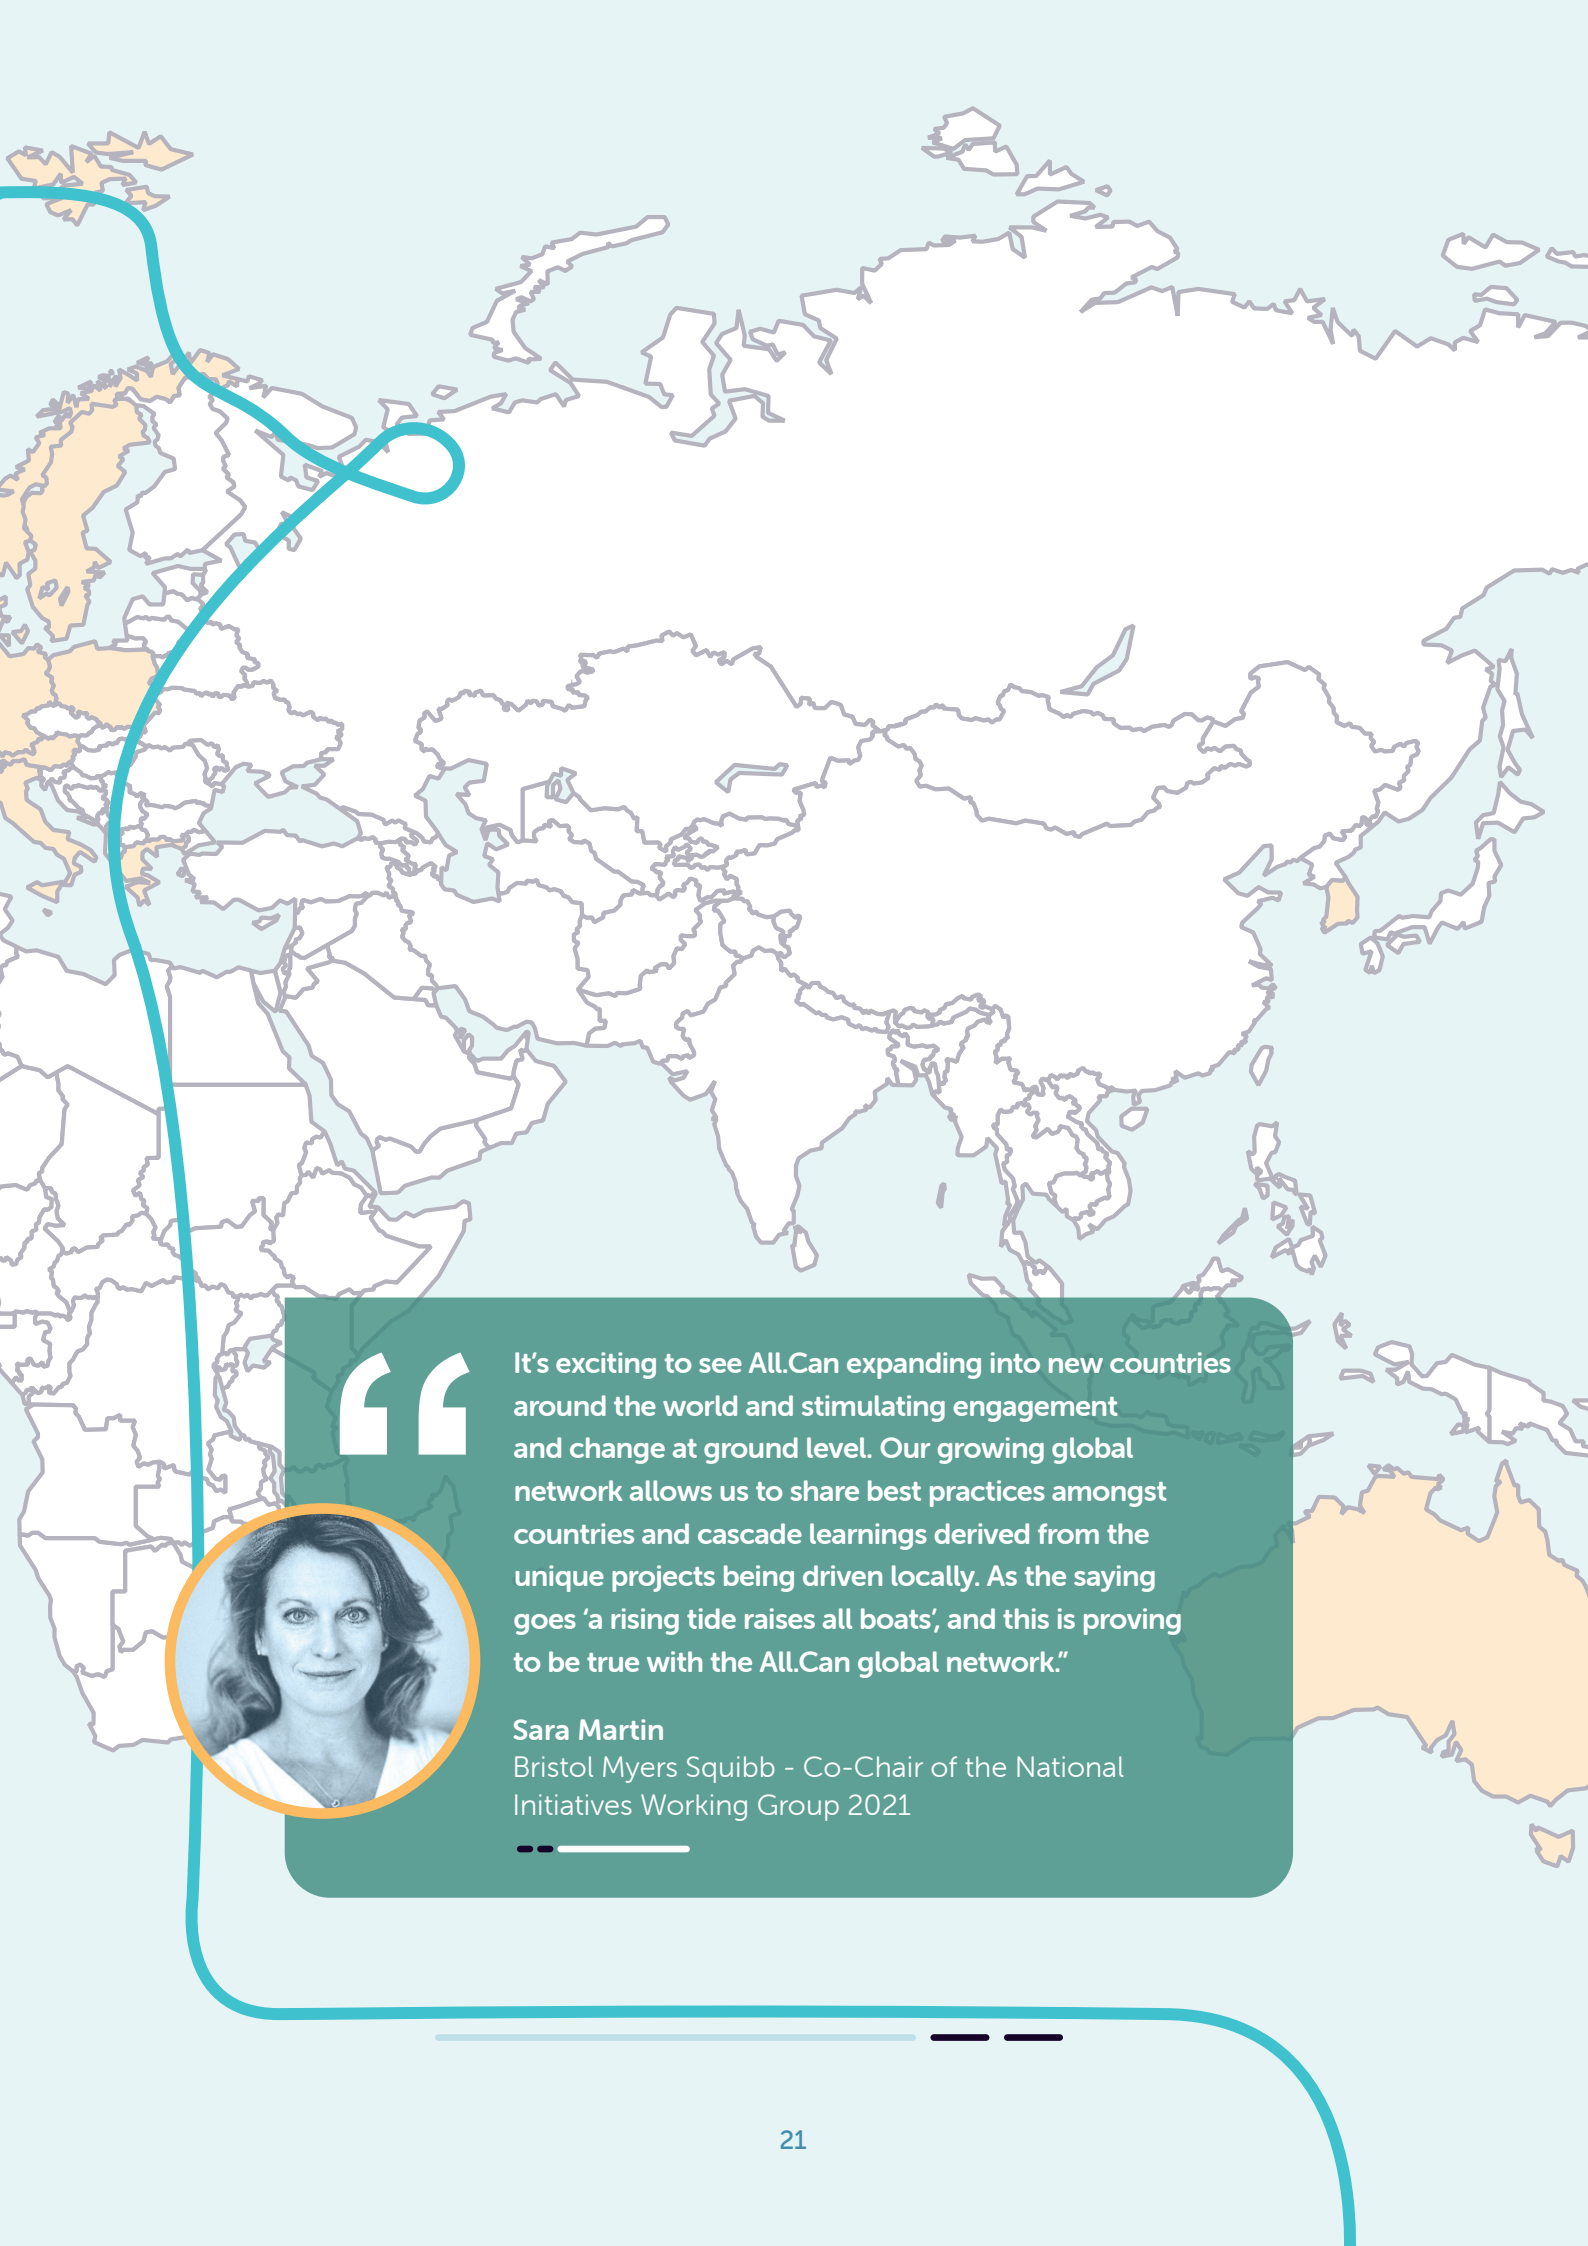 It’s exciting to see All.Can expanding into new countries
around the world and stimulating engagement
and change at ground level. Our growing global
network allows us to share best practices amongst
countries and cascade learnings derived from the
unique projects being driven locally. As the saying
goes ‘a rising tide raises all boats’, and this is proving
to be true with the All.Can global network.”
Sara Martin
Bristol Myers Squibb - Co-Chair of the National
Initiatives Working Group 2021
21